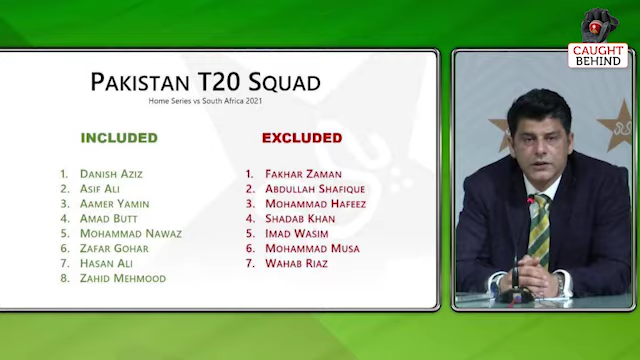 CAUGHT
BEHIND
PAKISTAN T20 SQUAD
Home Series vs South Africa 2021
INCLUDED
1. DANISH AZIZ
2. ASIF ALI
3. AAMER YAMIN
4. AMAD BUTT
5. MOHAMMAD NAWAZ
6. ZAFAR GOHAR
7. HASAN ALI
8. ZAHID MEHMOOD
EXCLUDED
1. FAKHAR ZAMAN
2. ABDULLAH SHAFIQUE
3. MOHAMMAD HAFEEZ
4. SHADAB KHAN
5. IMAD WASIM
6. MOHAMMAD MUSA
7. WAHAB RIAZ